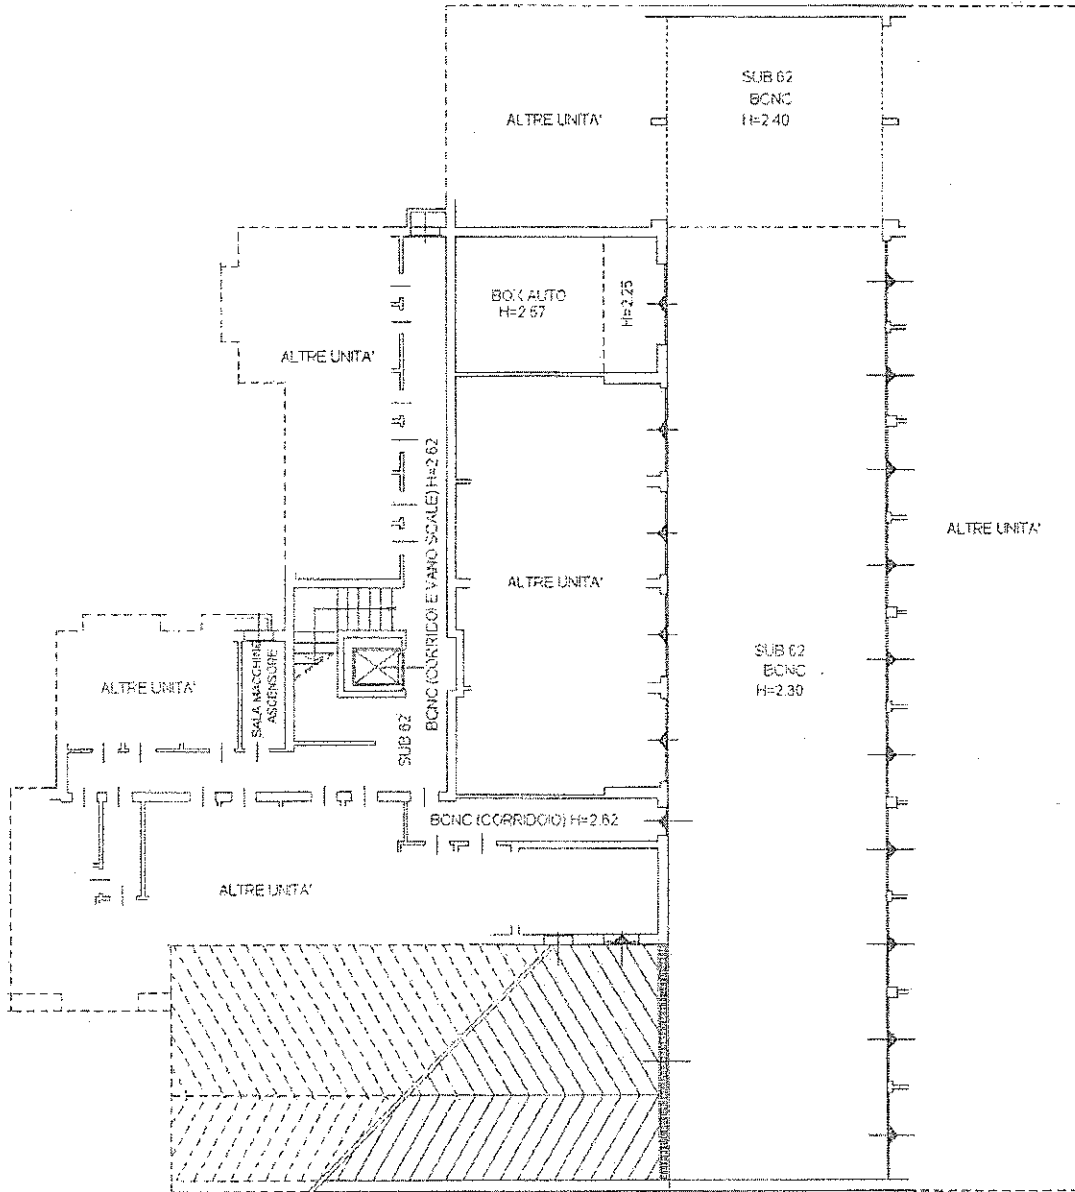 SUB 62
BCNC
H=2.40
ALTRE UNITA'
BOX AUTO
H=2.57
H=2.25
ALTRE UNITA'
BCNC (CORRIDOI E VANO SCALE) H=2.62
SUB 62
ALTRE UNITA'
ALTRE UNITA'
SUB 62
BCNC
H=2.30
SALA MACCHINE
ASCENSORE
ALTRE UNITA'
BCNC (CORRIDOIO) H=2.62
ALTRE UNITA'